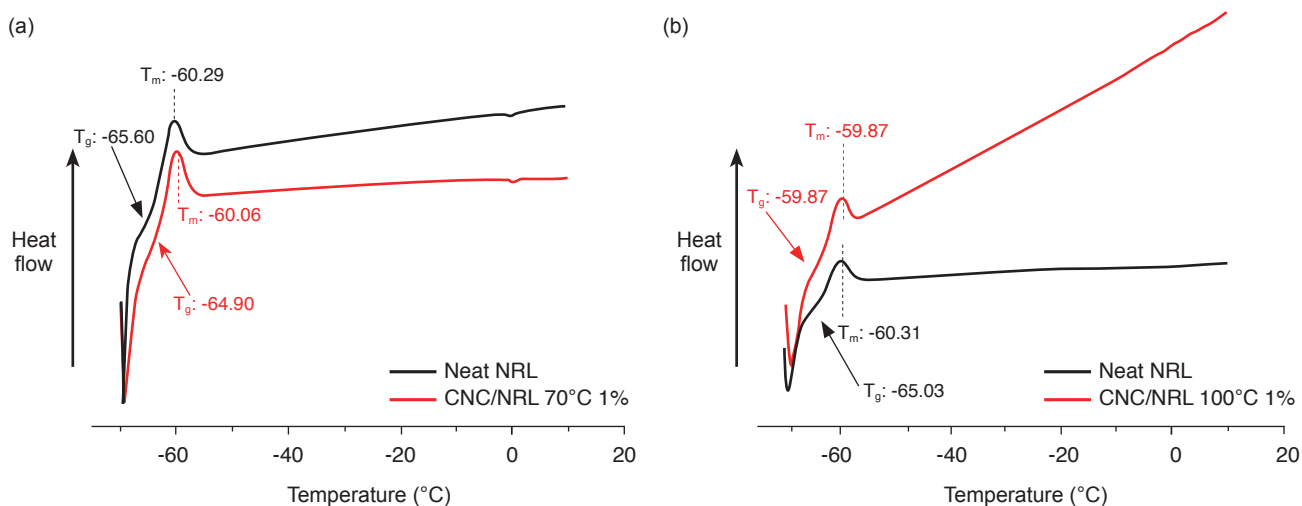 (a)
Tm: -60.29
Tg: -65.60
Tm: -60.06
Tg: -64.90
Heat
flow
Neat NRL
CNC/NRL 70°C 1%
-60
-40
-20
0
20
Temperature (°C)
(b)
Tm: -59.87
Tg: -59.87
Heat
flow
Tm: -60.31
Tg: -65.03
Neat NRL
CNC/NRL 100°C 1%
-60
-40
-20
0
20
Temperature (°C)